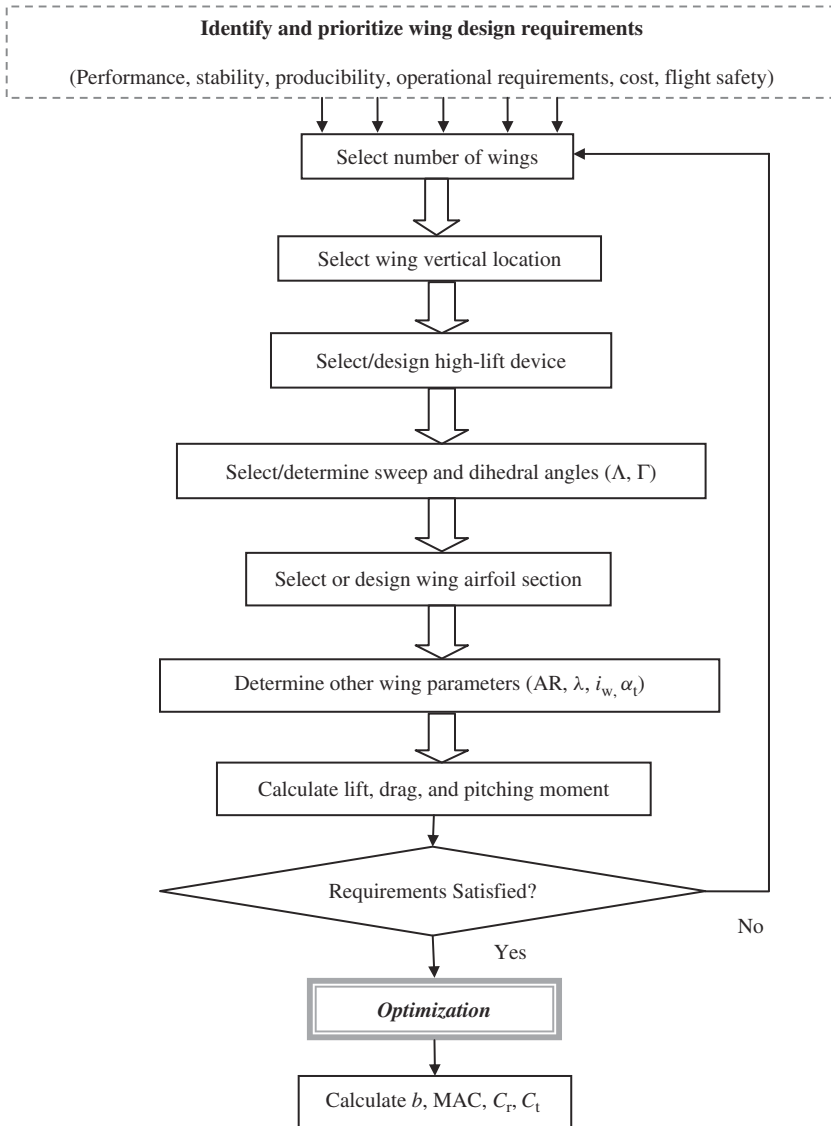 Identify and prioritize wing design requirements
(Performance, stability, producibility, operational requirements, cost, flight safety)
Select number of wings
Select wing vertical location
Select/design high-lift device
Select/determine sweep and dihedral angles (Λ, Γ)
Select or design wing airfoil section
Determine other wing parameters (AR, λ, i_w, α_t)
Calculate lift, drag, and pitching moment
Requirements Satisfied?
No
Yes
Optimization
Calculate b, MAC, C_r, C_t